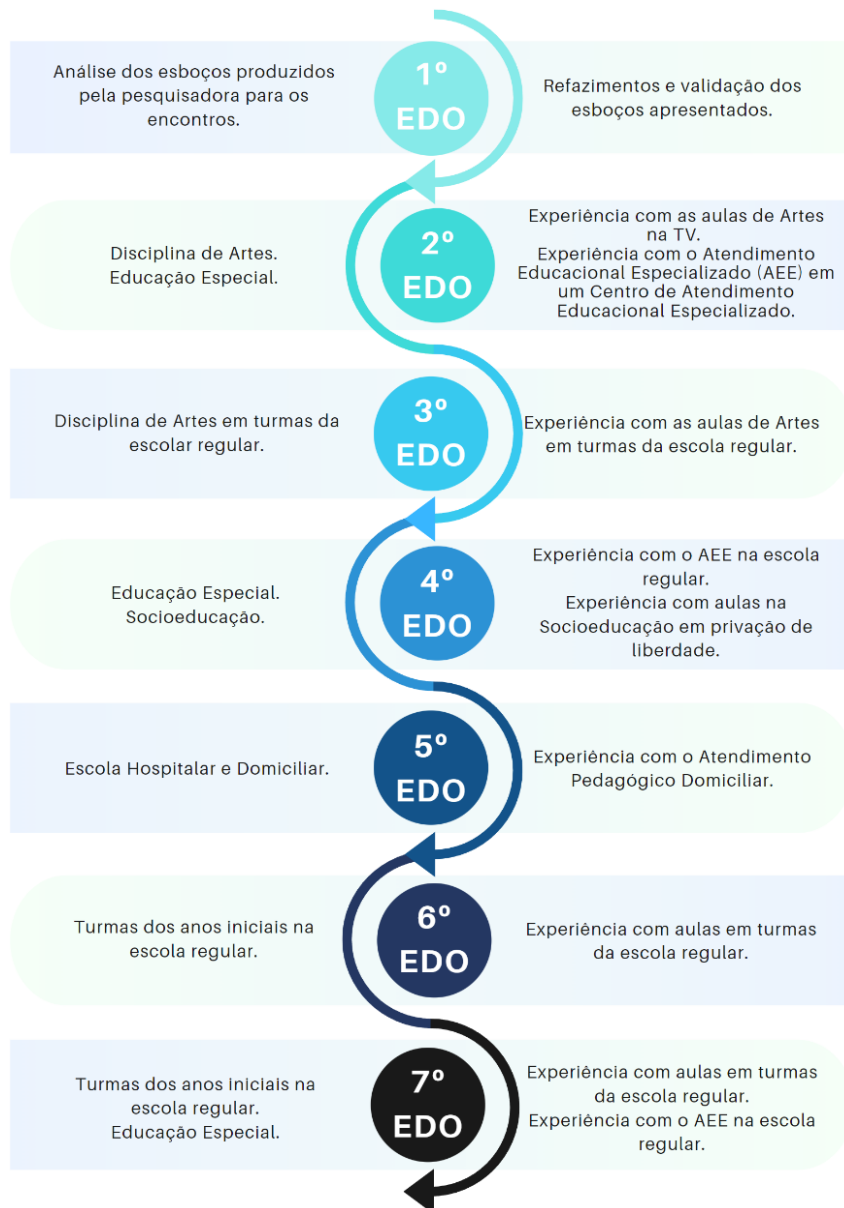 Análise dos esboços produzidos
pela pesquisadora para os
encontros.
1º
EDO
Refazimentos e validação dos
esboços apresentados.
Disciplina de Artes.
Educação Especial.
2º
EDO
Experiência com as aulas de Artes
na TV.
Experiência com o Atendimento
Educacional Especializado (AEE) em
um Centro de Atendimento
Educacional Especializado.
Disciplina de Artes em turmas da
escolar regular.
3º
EDO
Experiência com as aulas de Artes
em turmas da escola regular.
Educação Especial.
Socioeducação.
4º
EDO
Experiência com o AEE na escola
regular.
Experiência com aulas na
Socioeducação em privação de
liberdade.
Escola Hospitalar e Domiciliar.
5º
EDO
Experiência com o Atendimento
Pedagógico Domiciliar.
Turmas dos anos iniciais na
escola regular.
6º
EDO
Experiência com aulas em turmas
da escola regular.
Turmas dos anos iniciais na
escola regular.
Educação Especial.
7º
EDO
Experiência com aulas em turmas
da escola regular.
Experiência com o AEE na escola
regular.